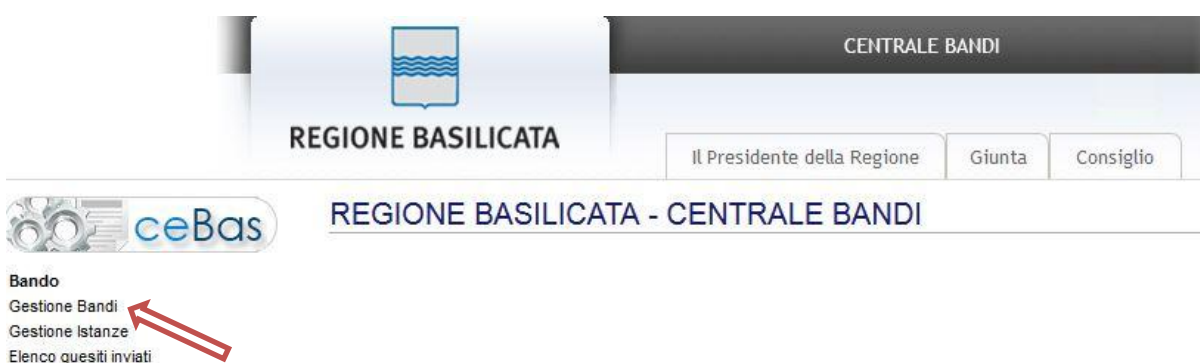 CENTRALE BANDI
REGIONE BASILICATA
Il Presidente della Regione
Giunta
Consiglio
ceBas
REGIONE BASILICATA - CENTRALE BANDI
Bando
Gestione Bandi
Gestione Istanze
Elenco quesiti inviati